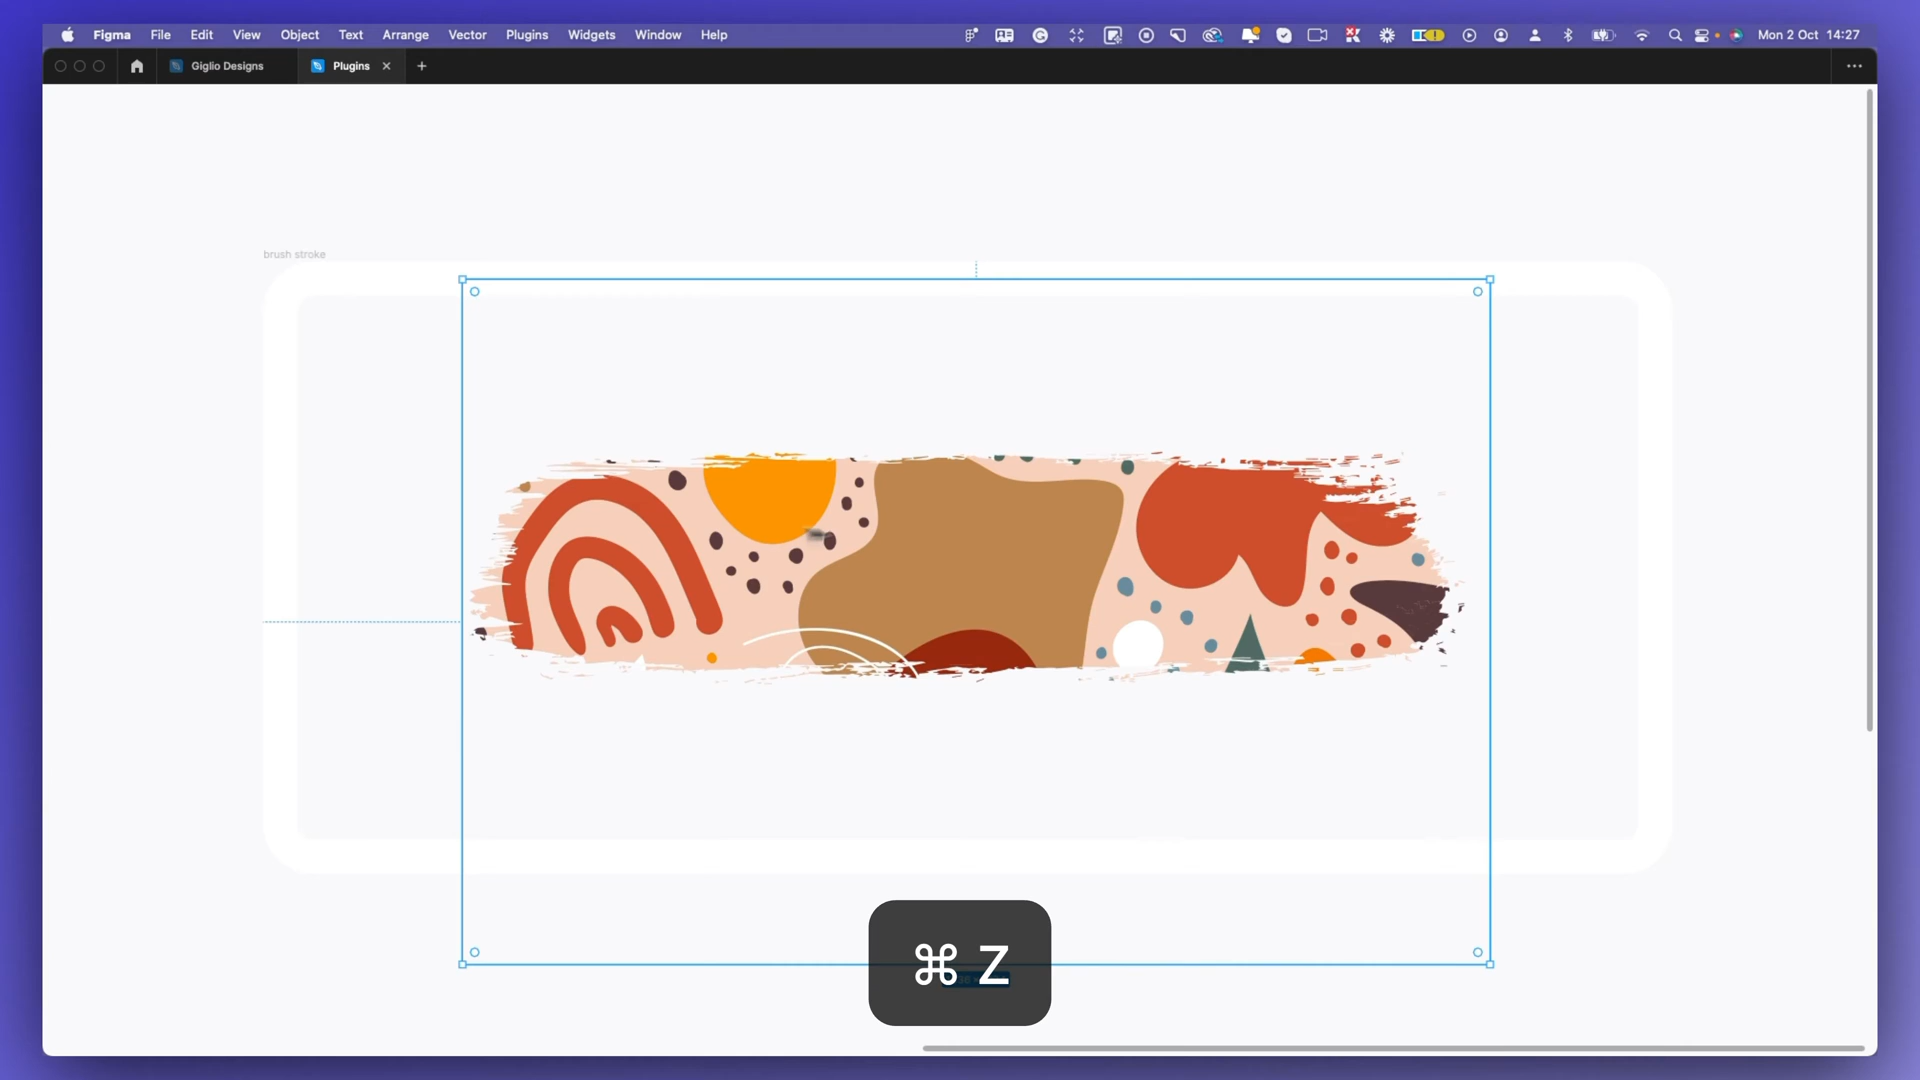 Figma File Edit View Object Text Arrange Vector Plugins Widgets Window Help Mon 2 Oct 14:27
Giglio Designs Plugins
brush stroke
⌘ Z